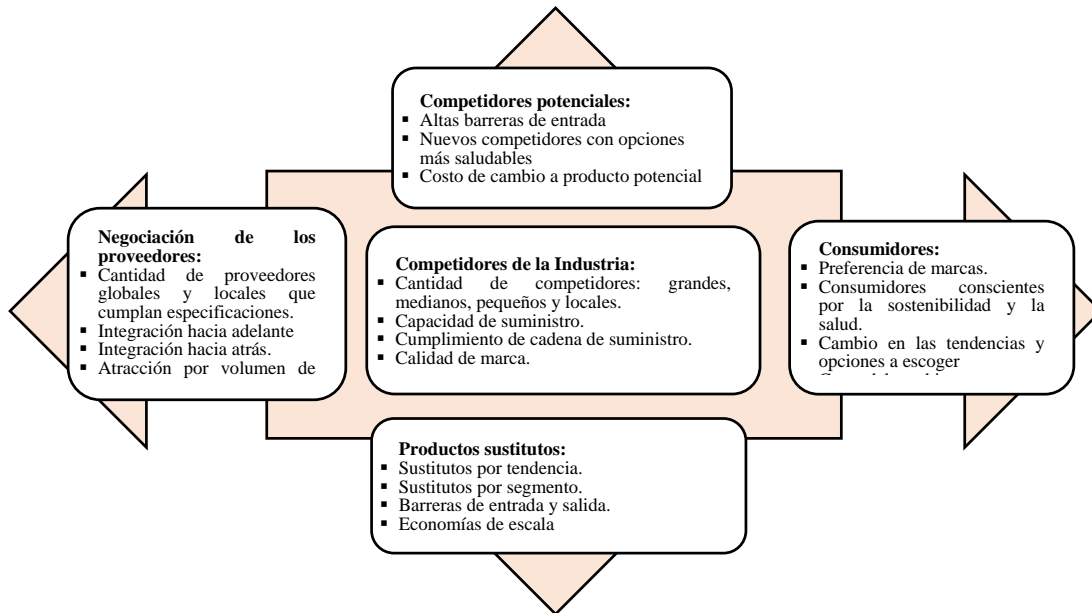 Competidores potenciales:
▪ Altas barreras de entrada
▪ Nuevos competidores con opciones
más saludables
▪ Costo de cambio a producto potencial
Negociación de los
proveedores:
▪ Cantidad de proveedores
globales y locales que
cumplan especificaciones.
▪ Integración hacia adelante
▪ Integración hacia atrás.
▪ Atracción por volumen de
Competidores de la Industria:
▪ Cantidad de competidores: grandes,
medianos, pequeños y locales.
▪ Capacidad de suministro.
▪ Cumplimiento de cadena de suministro.
▪ Calidad de marca.
Consumidores:
▪ Preferencia de marcas.
▪ Consumidores conscientes
por la sostenibilidad y la
salud.
▪ Cambio en las tendencias y
opciones a escoger
Productos sustitutos:
▪ Sustitutos por tendencia.
▪ Sustitutos por segmento.
▪ Barreras de entrada y salida.
▪ Economías de escala